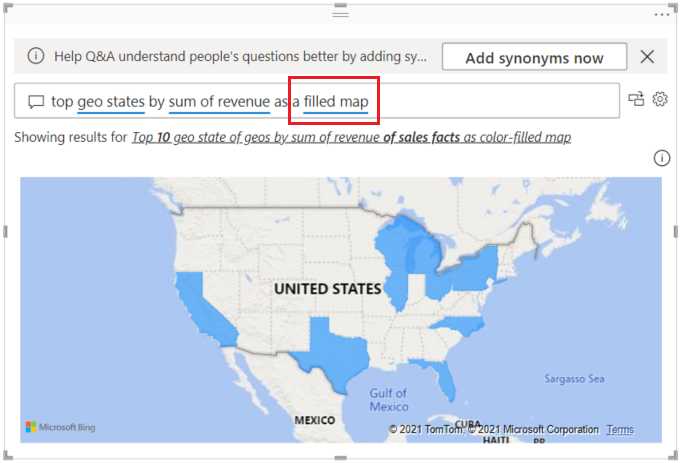 Help Q&A understand people's questions better by adding sy...
Add synonyms now
top geo states by sum of revenue as a filled map
Showing results for Top 10 geo state of geos by sum of revenue of sales facts as color-filled map
UNITED STATES
Gulf of
Mexico
Sargasso Sea
MEXICO
CUBA
HAITI
PR
Microsoft Bing
© 2021 TomTom. © 2021 Microsoft Corporation Terms